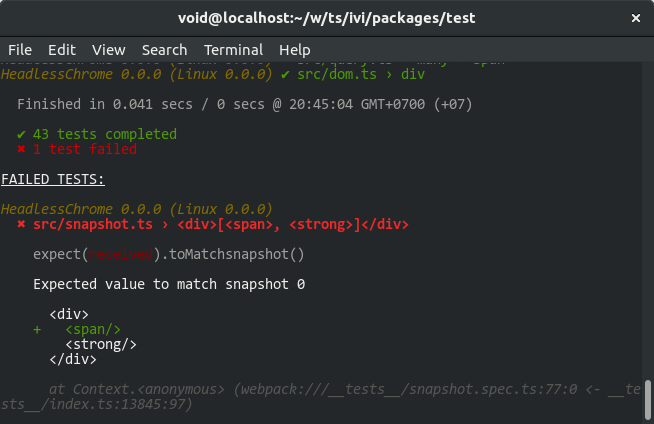 void@localhost:~/w/ts/ivi/packages/test
File Edit View Search Terminal Help
HeadlessChrome 0.0.0 (Linux 0.0.0) ✔ src/dom.ts › div
Finished in 0.041 secs / 0 secs @ 20:45:04 GMT+0700 (+07)
✔ 43 tests completed
✖ 1 test failed
FAILED TESTS:
HeadlessChrome 0.0.0 (Linux 0.0.0)
✖ src/snapshot.ts › <div>[<span>, <strong>]</div>
expect(received).toMatchsnapshot()
Expected value to match snapshot 0
<div>
+ <span/>
<strong/>
</div>
at Context.<anonymous> (webpack:///__tests__/snapshot.spec.ts:77:0 <- __te
sts__/index.ts:13845:97)